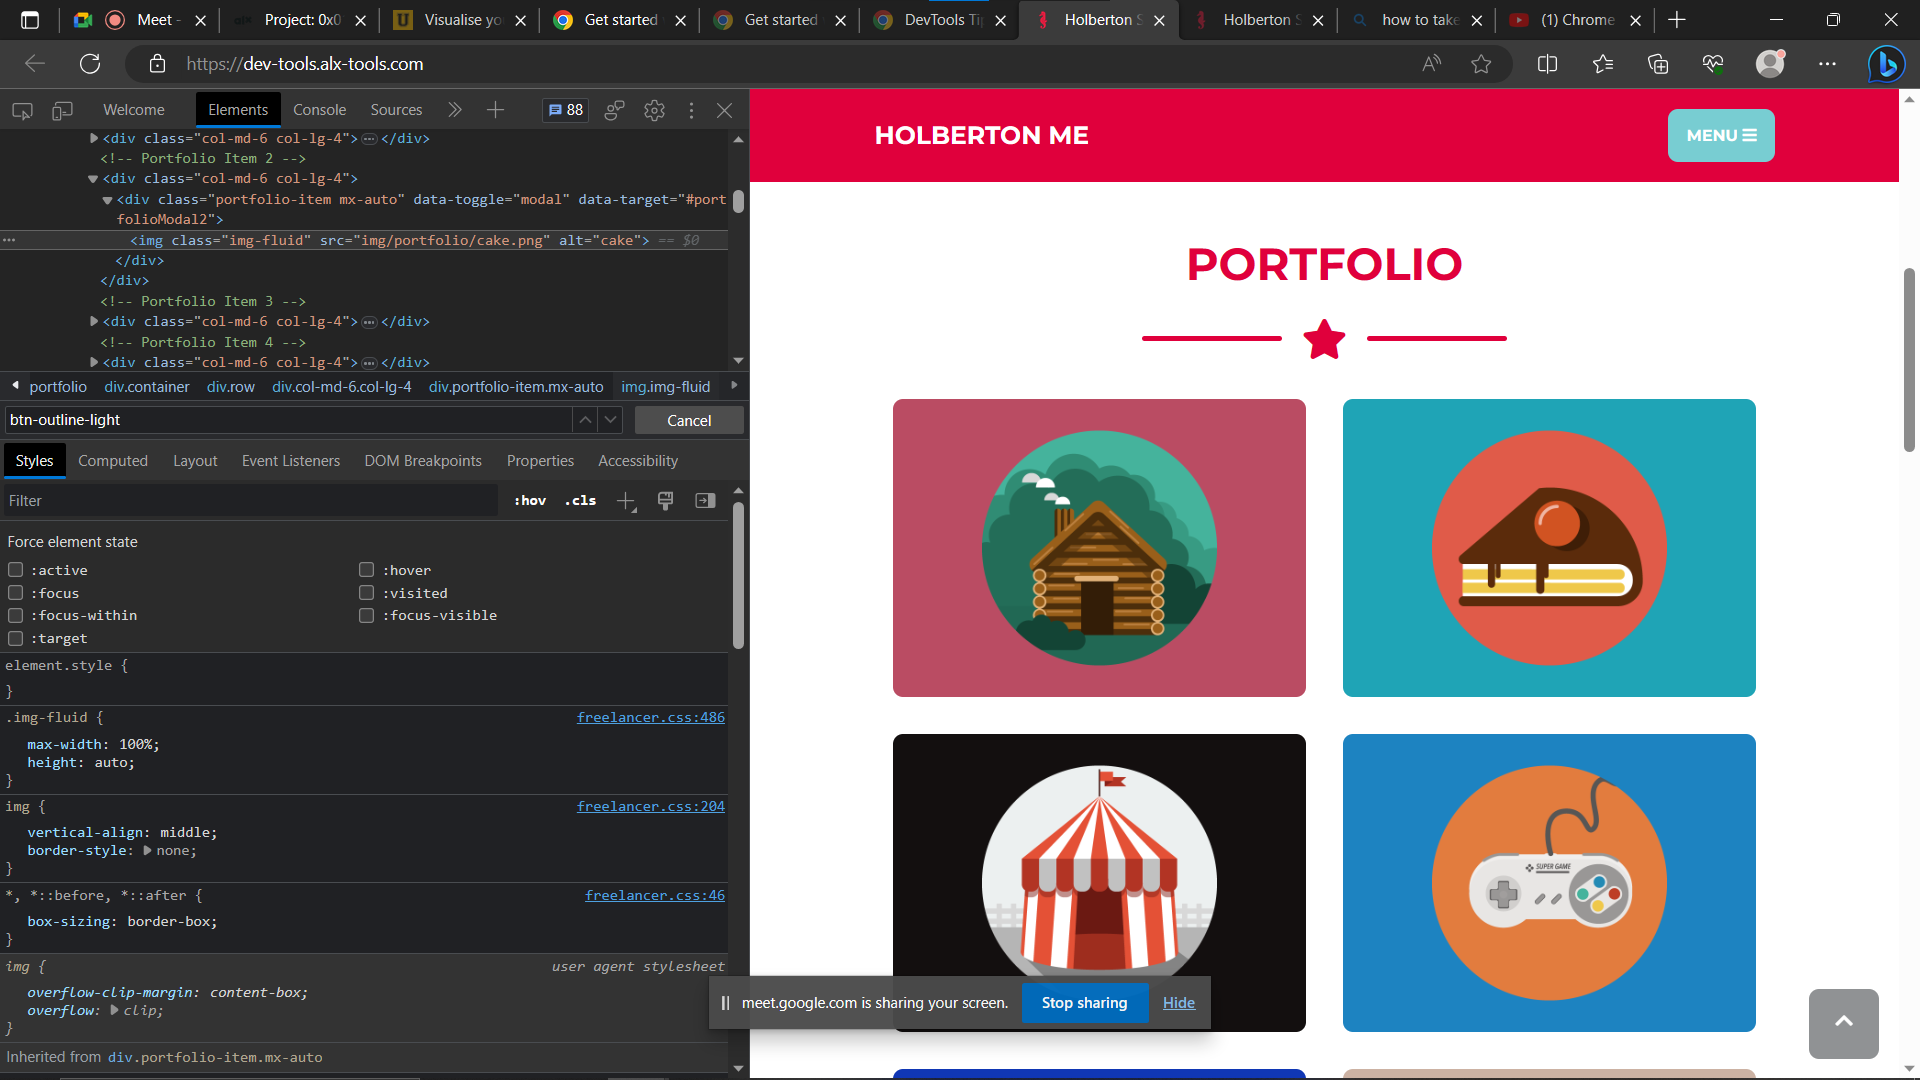 Meet -
Project: 0x0
Visualise yo
Get started
Get started
DevTools Tip
Holberton S
Holberton S
how to take
(1) Chrome
https://dev-tools.alx-tools.com
Welcome
Elements
Console
Sources
88
<div class="col-md-6 col-lg-4"> ⋯ </div>
<!-- Portfolio Item 2 -->
<div class="col-md-6 col-lg-4">
<div class="portfolio-item mx-auto" data-toggle="modal" data-target="#port
folioModal2">
<img class="img-fluid" src="img/portfolio/cake.png" alt="cake"> == $0
</div>
</div>
<!-- Portfolio Item 3 -->
<div class="col-md-6 col-lg-4"> ⋯ </div>
<!-- Portfolio Item 4 -->
<div class="col-md-6 col-lg-4"> ⋯ </div>
portfolio div.container div.row div.col-md-6.col-lg-4 div.portfolio-item.mx-auto img.img-fluid
btn-outline-light
Cancel
Styles Computed Layout Event Listeners DOM Breakpoints Properties Accessibility
Filter
:hov .cls
Force element state
:active
:hover
:focus
:visited
:focus-within
:focus-visible
:target
element.style {
}
.img-fluid {
freelancer.css:486
max-width: 100%;
height: auto;
}
img {
freelancer.css:204
vertical-align: middle;
border-style: none;
}
*, *::before, *::after {
freelancer.css:46
box-sizing: border-box;
}
img {
user agent stylesheet
overflow-clip-margin: content-box;
overflow: clip;
}
Inherited from div.portfolio-item.mx-auto
HOLBERTON ME
MENU
PORTFOLIO
SUPER GAME
meet.google.com is sharing your screen.
Stop sharing
Hide